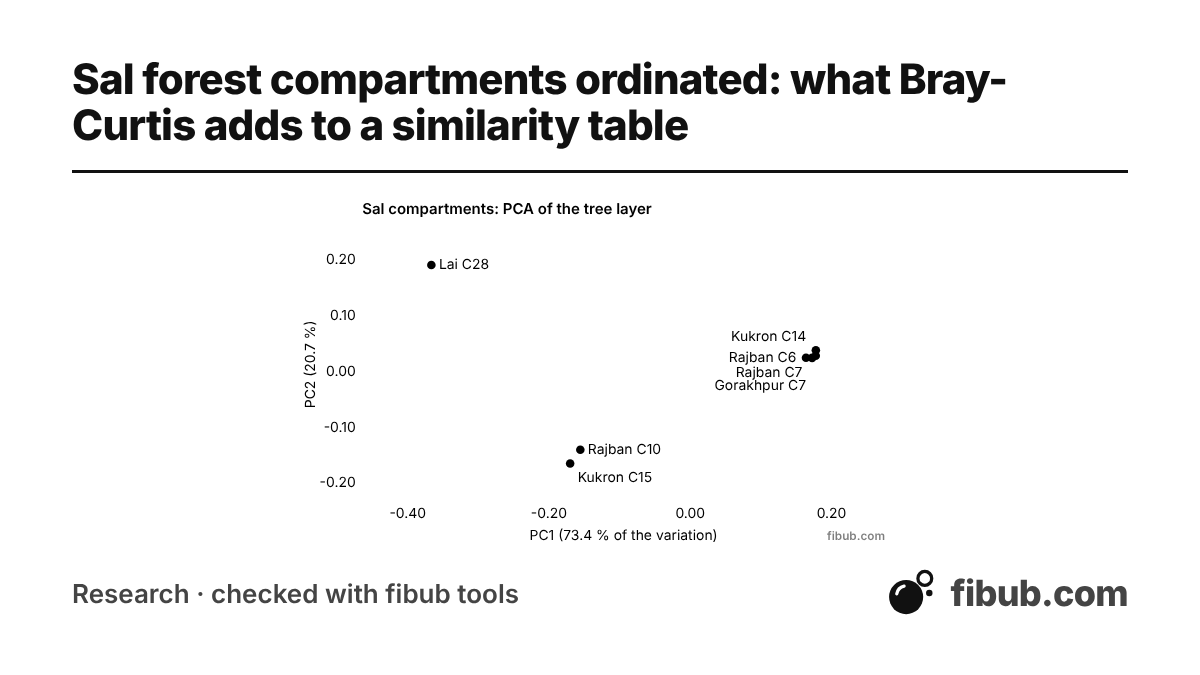 Sal forest compartments ordinated: what Bray-
Curtis adds to a similarity table
Sal compartments: PCA of the tree layer
0.20
0.10
0.00
-0.10
-0.20
PC2 (20.7 %)
Lai C28
Kukron C14
Rajban C6
Rajban C7
Gorakhpur C7
Rajban C10
Kukron C15
-0.40
-0.20
0.00
0.20
PC1 (73.4 % of the variation)
fibub.com
Research · checked with fibub tools
fibub.com